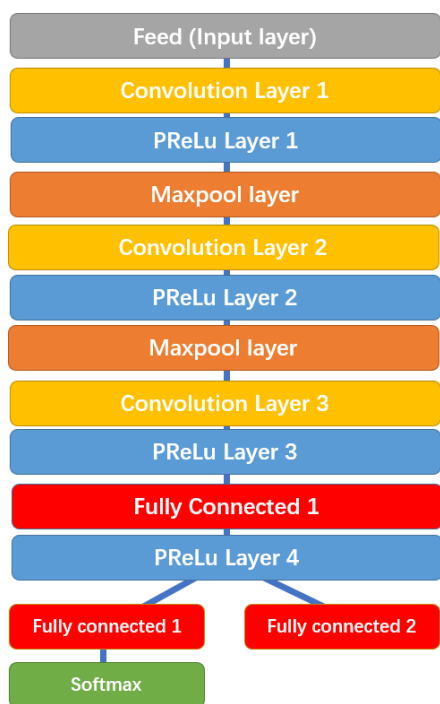 Feed (Input layer)
Convolution Layer 1
PReLu Layer 1
Maxpool layer
Convolution Layer 2
PReLu Layer 2
Maxpool layer
Convolution Layer 3
PReLu Layer 3
Fully Connected 1
PReLu Layer 4
Fully connected 1
Fully connected 2
Softmax